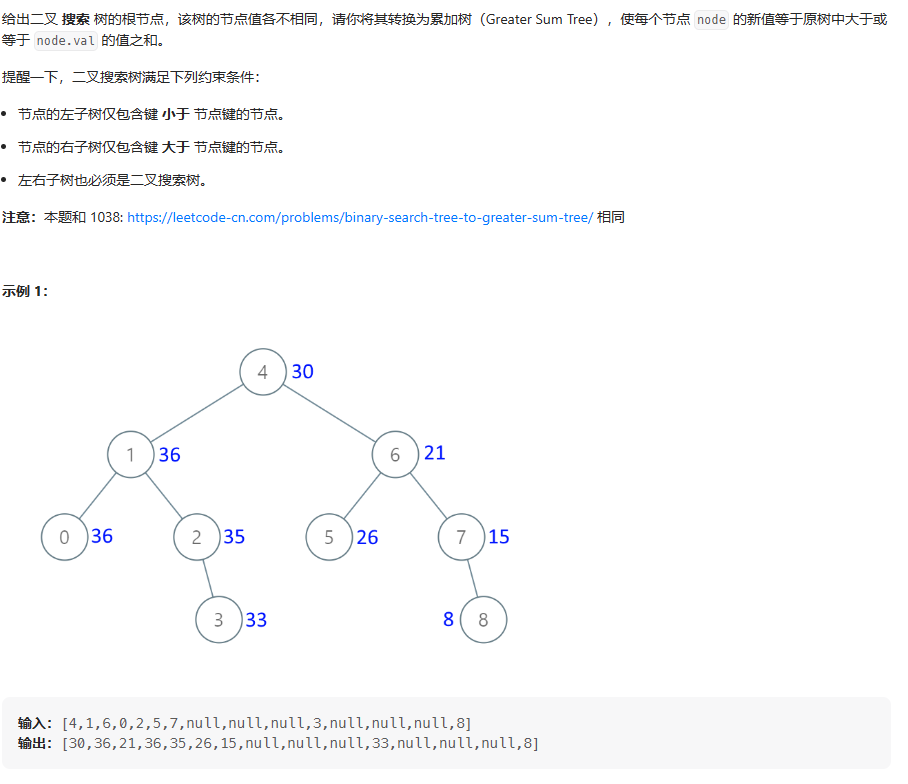 给出二叉 搜索 树的根节点，该树的节点值各不相同，请你将其转换为累加树（Greater Sum Tree），使每个节点 node 的新值等于原树中大于或
等于 node.val 的值之和。
提醒一下，二叉搜索树满足下列约束条件：
• 节点的左子树仅包含键 小于 节点键的节点。
• 节点的右子树仅包含键 大于 节点键的节点。
• 左右子树也必须是二叉搜索树。
注意：本题和 1038: https://leetcode-cn.com/problems/binary-search-tree-to-greater-sum-tree/ 相同
示例 1：
4 30
1 36 6 21
0 36 2 35 5 26 7 15
3 33 8 8
输入：[4,1,6,0,2,5,7,null,null,null,3,null,null,null,8]
输出：[30,36,21,36,35,26,15,null,null,null,33,null,null,null,8]